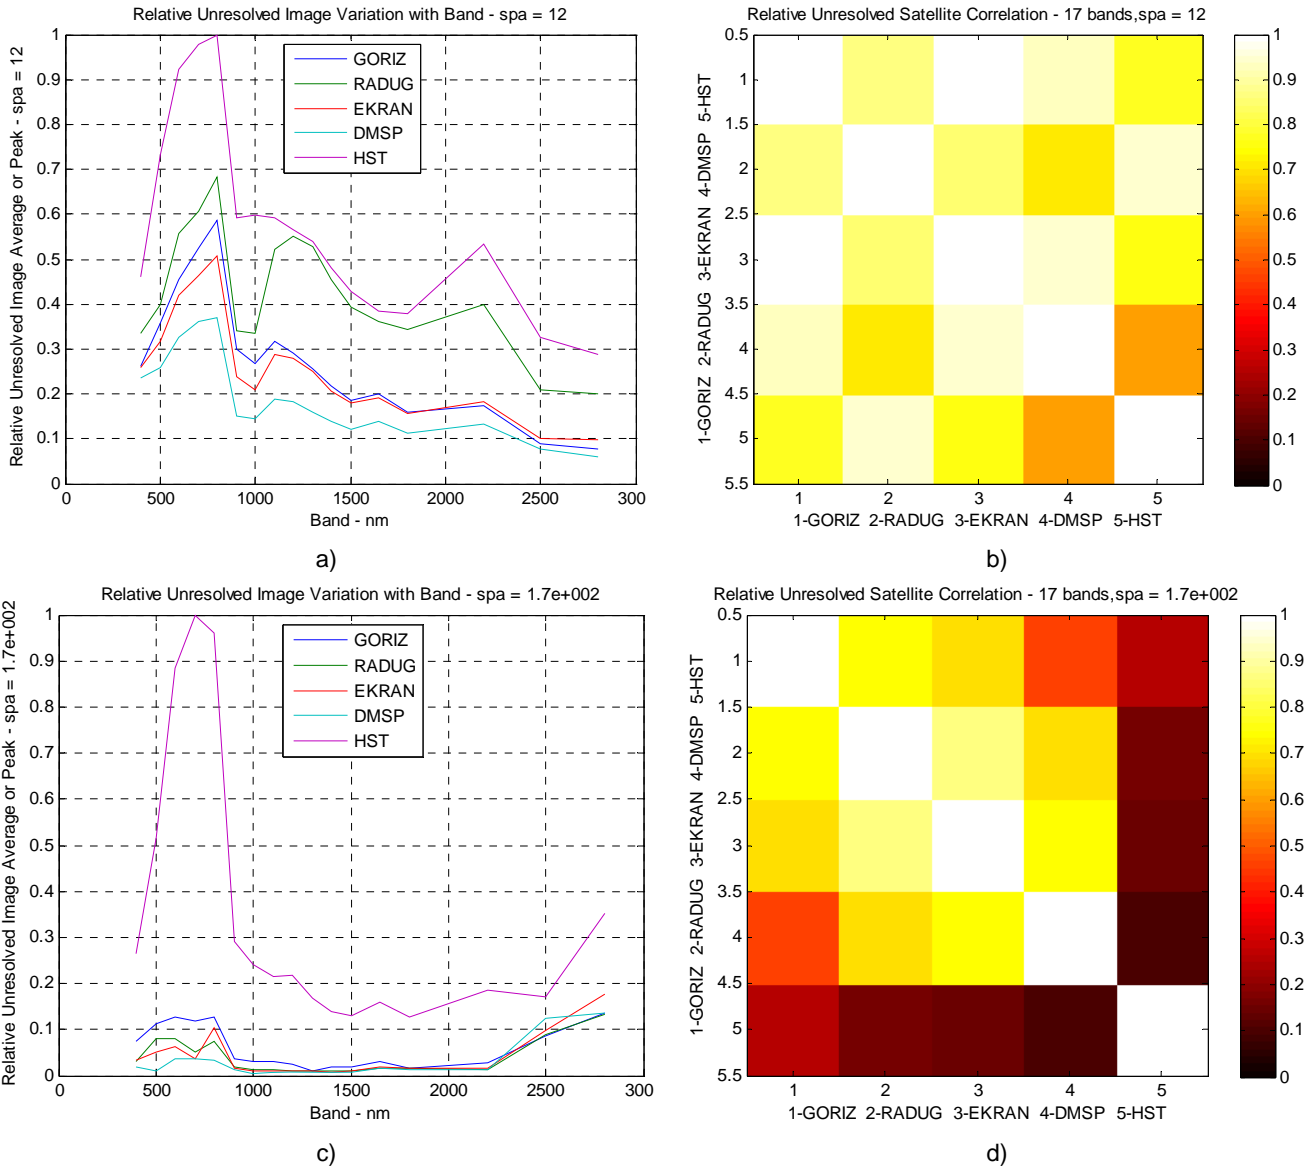 Relative Unresolved Image Variation with Band - spa = 12
Relative Unresolved Image Average or Peak - spa = 12
1
0.9
0.8
0.7
0.6
0.5
0.4
0.3
0.2
0.1
0
GORIZ
RADUG
EKRAN
DMSP
HST
0 500 1000 1500 2000 2500 300
Band - nm
a)
Relative Unresolved Satellite Correlation - 17 bands,spa = 12
1-GORIZ 2-RADUG 3-EKRAN 4-DMSP 5-HST
0.5
1
1.5
2
2.5
3
3.5
4
4.5
5
5.5
1 2 3 4 5
1-GORIZ 2-RADUG 3-EKRAN 4-DMSP 5-HST
1
0.9
0.8
0.7
0.6
0.5
0.4
0.3
0.2
0.1
0
b)
Relative Unresolved Image Variation with Band - spa = 1.7e+002
Relative Unresolved Image Average or Peak - spa = 1.7e+002
1
0.9
0.8
0.7
0.6
0.5
0.4
0.3
0.2
0.1
0
GORIZ
RADUG
EKRAN
DMSP
HST
0 500 1000 1500 2000 2500 300
Band - nm
c)
Relative Unresolved Satellite Correlation - 17 bands,spa = 1.7e+002
1-GORIZ 2-RADUG 3-EKRAN 4-DMSP 5-HST
0.5
1
1.5
2
2.5
3
3.5
4
4.5
5
5.5
1 2 3 4 5
1-GORIZ 2-RADUG 3-EKRAN 4-DMSP 5-HST
1
0.9
0.8
0.7
0.6
0.5
0.4
0.3
0.2
0.1
0
d)